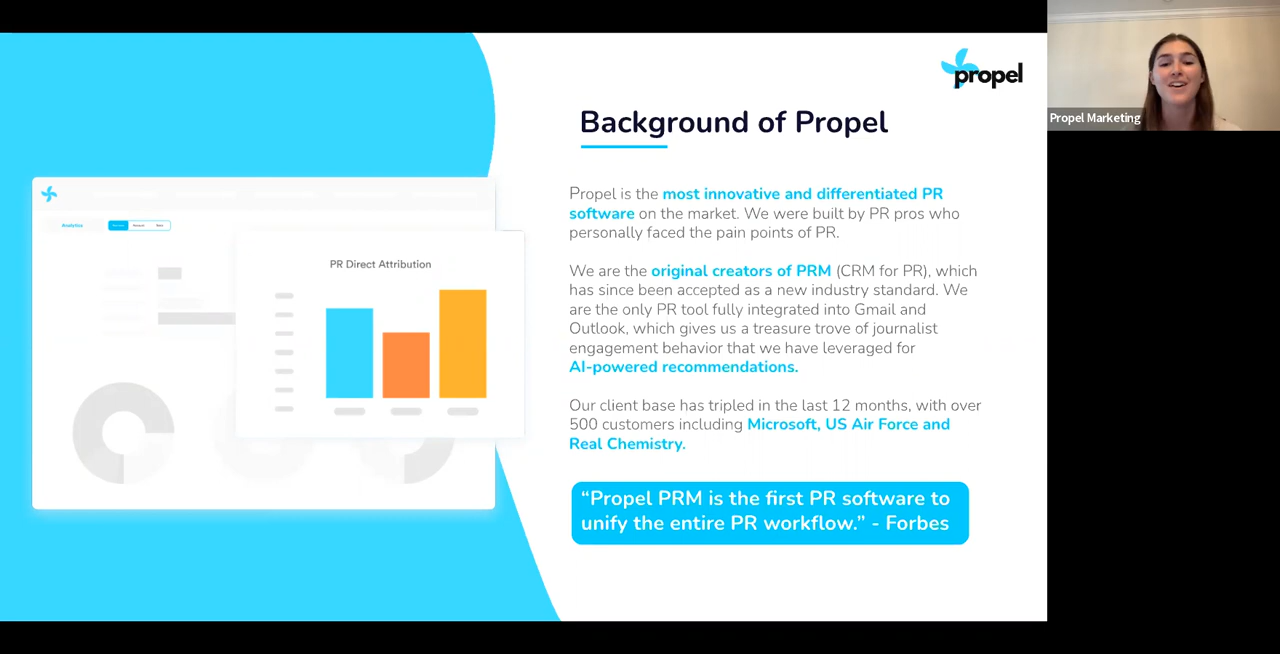 propel
Background of Propel
Propel Marketing
Propel is the most innovative and differentiated PR
software on the market. We were built by PR pros who
personally faced the pain points of PR.
We are the original creators of PRM (CRM for PR), which
has since been accepted as a new industry standard. We
are the only PR tool fully integrated into Gmail and
Outlook, which gives us a treasure trove of journalist
engagement behavior that we have leveraged for
AI-powered recommendations.
Our client base has tripled in the last 12 months, with over
500 customers including Microsoft, US Air Force and
Real Chemistry.
“Propel PRM is the first PR software to
unify the entire PR workflow.” - Forbes
Analytics
PR Direct Attribution